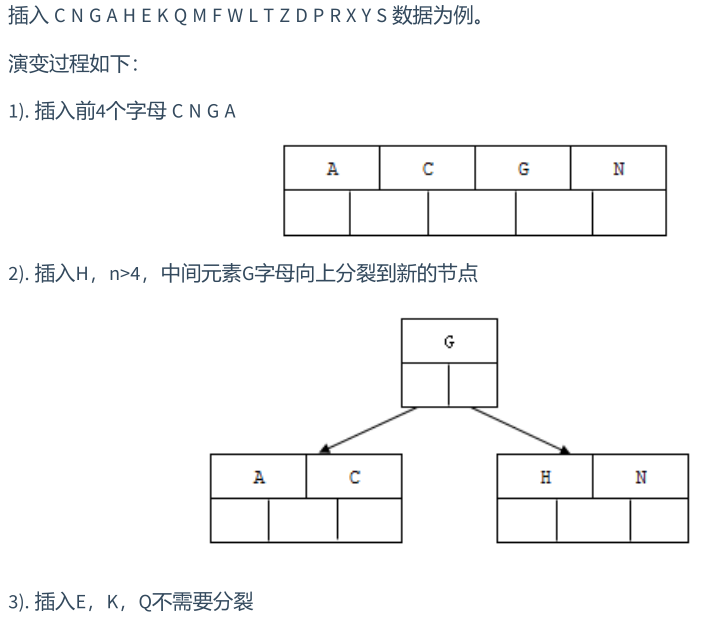 插入 C N G A H E K Q M F W L T Z D P R X Y S 数据为例。
演变过程如下：
1). 插入前4个字母 C N G A
A C G N
2). 插入H，n>4，中间元素G字母向上分裂到新的节点
G
A C H N
3). 插入E，K，Q不需要分裂